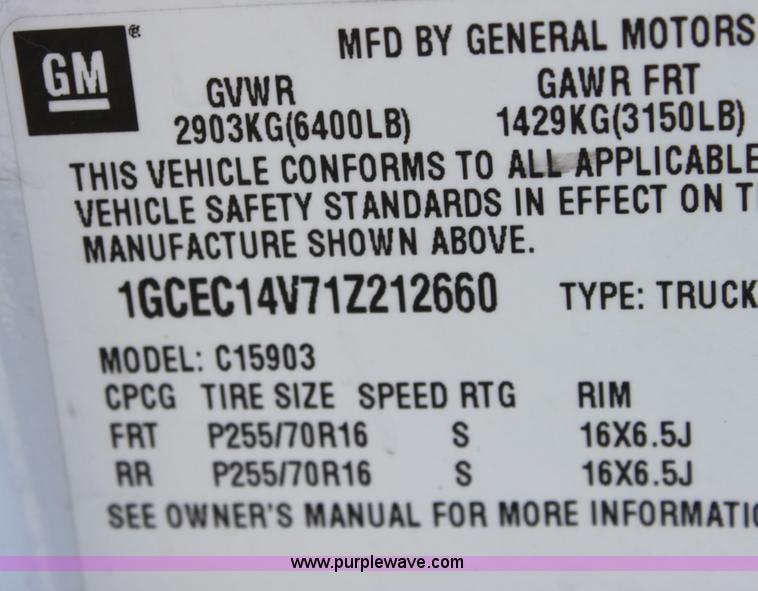 GM
MFD BY GENERAL MOTORS
GVWR GAWR FRT
2903KG(6400LB) 1429KG(3150LB)
THIS VEHICLE CONFORMS TO ALL APPLICABLE
VEHICLE SAFETY STANDARDS IN EFFECT ON T
MANUFACTURE SHOWN ABOVE.
1GCEC14V71Z212660 TYPE: TRUCK
MODEL: C15903
CPCG TIRE SIZE SPEED RTG RIM
FRT P255/70R16 S 16X6.5J
RR P255/70R16 S 16X6.5J
SEE OWNER'S MANUAL FOR MORE INFORMATIO
www.purplewave.com